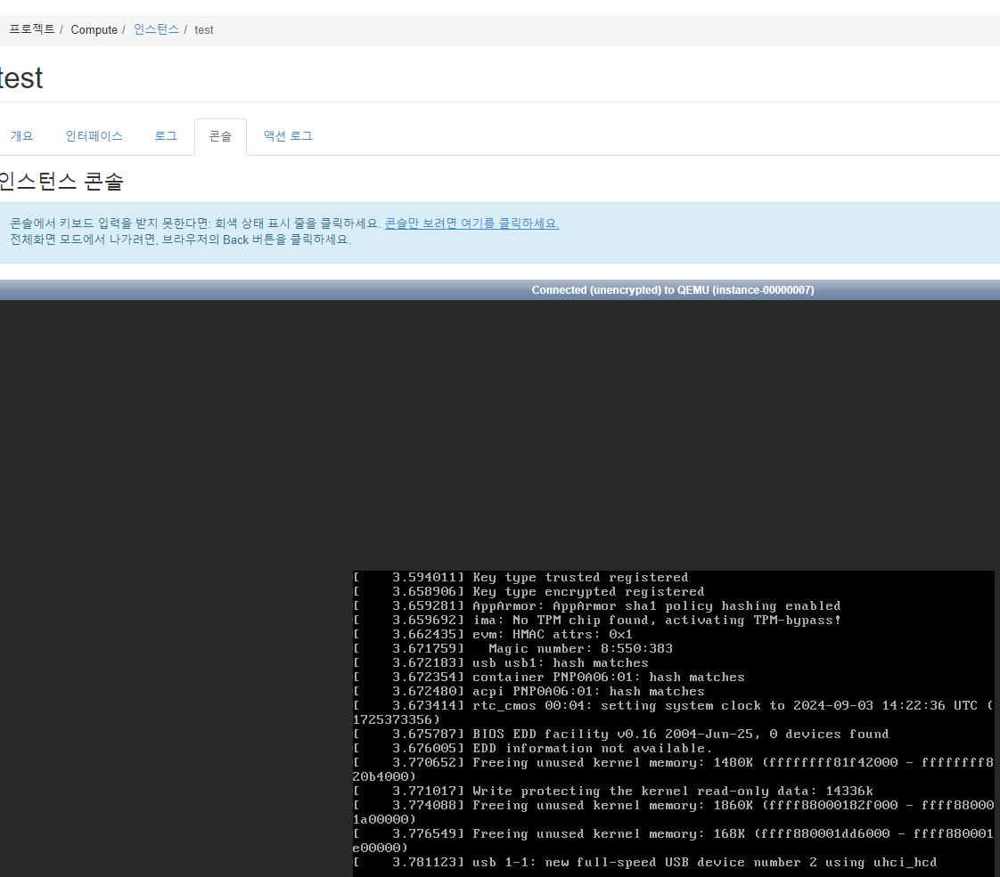 프로젝트 / Compute / 인스턴스 / test
test
개요 인터페이스 로그 콘솔 액션 로그
인스턴스 콘솔
콘솔에서 키보드 입력을 받지 못한다면: 회색 상태 표시 줄을 클릭하세요. 콘솔만 보려면 여기를 클릭하세요.
전체화면 모드에서 나가려면, 브라우저의 Back 버튼을 클릭하세요.
Connected (unencrypted) to QEMU (instance-00000007)
[    3.594011] Key type trusted registered
[    3.658906] Key type encrypted registered
[    3.659281] AppArmor: AppArmor sha1 policy hashing enabled
[    3.659692] ima: No TPM chip found, activating TPM-bypass!
[    3.662435] evm: HMAC attrs: 0x1
[    3.671759]   Magic number: 8:550:383
[    3.672183] usb usb1: hash matches
[    3.672354] container PNP0A06:01: hash matches
[    3.672480] acpi PNP0A06:01: hash matches
[    3.673414] rtc_cmos 00:04: setting system clock to 2024-09-03 14:22:36 UTC (
1725373356)
[    3.675787] BIOS EDD facility v0.16 2004-Jun-25, 0 devices found
[    3.676005] EDD information not available.
[    3.770652] Freeing unused kernel memory: 1480K (ffffffff81f42000 - ffffffff8
20b4000)
[    3.771017] Write protecting the kernel read-only data: 14336k
[    3.774088] Freeing unused kernel memory: 1860K (ffff88000182f000 - ffff88000
1a00000)
[    3.776549] Freeing unused kernel memory: 168K (ffff880001dd6000 - ffff880001
e00000)
[    3.781123] usb 1-1: new full-speed USB device number 2 using uhci_hcd